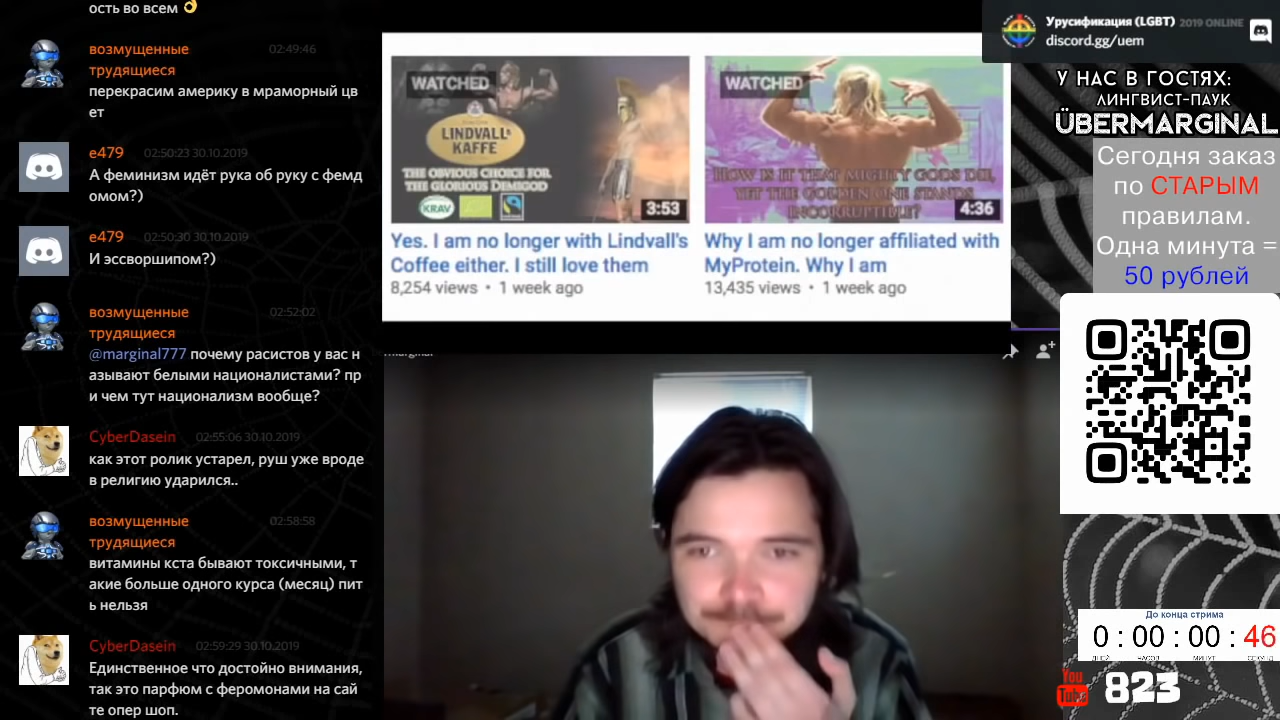 ость во всем 👌
возмущенные 02:49:46
трудящиеся
перекрасим америку в мраморный цв
ет
e479 02:50:23 30.10.2019
А феминизм идёт рука об руку с фемд
омом?)
e479 02:50:30 30.10.2019
И эссворшипом?)
возмущенные 02:52:02
трудящиеся
@marginal777 почему расистов у вас н
азывают белыми националистами? пр
и чем тут национализм вообще?
CyberDasein 02:55:06 30.10.2019
как этот ролик устарел, руш уже вроде
в религию ударился..
возмущенные 02:58:58
трудящиеся
витамины кста бывают токсичными, т
акие больше одного курса (месяц) пит
ь нельзя
CyberDasein 02:59:29 30.10.2019
Единственное что достойно внимания,
так это парфюм с феромонами на сай
те опер шоп.
WATCHED
LINDVALL'S
KAFFE
THE OBVIOUS CHOICE FOR
THE GLORIOUS DEMIGOD
KRAV
3:53
Yes. I am no longer with Lindvall's
Coffee either. I still love them
8,254 views • 1 week ago
WATCHED
HOW IS IT THAT MIGHTY GODS DIE,
YET THE GOLDEN ONE STANDS
INCORRUPTIBLE?
4:36
Why I am no longer affiliated with
MyProtein. Why I am
13,435 views • 1 week ago
Урусификация (LGBT) 2019 ONLINE
discord.gg/uem
У НАС В ГОСТЯХ:
ЛИНГВИСТ-ПАУК
ÜBERMARGINAL
Сегодня заказ
по СТАРЫМ
правилам.
Одна минута =
50 рублей
До конца стрима
0 : 00 : 00 : 46
ДНЕЙ ЧАСОВ МИНУТ СЕКУНД
You
Tube
823